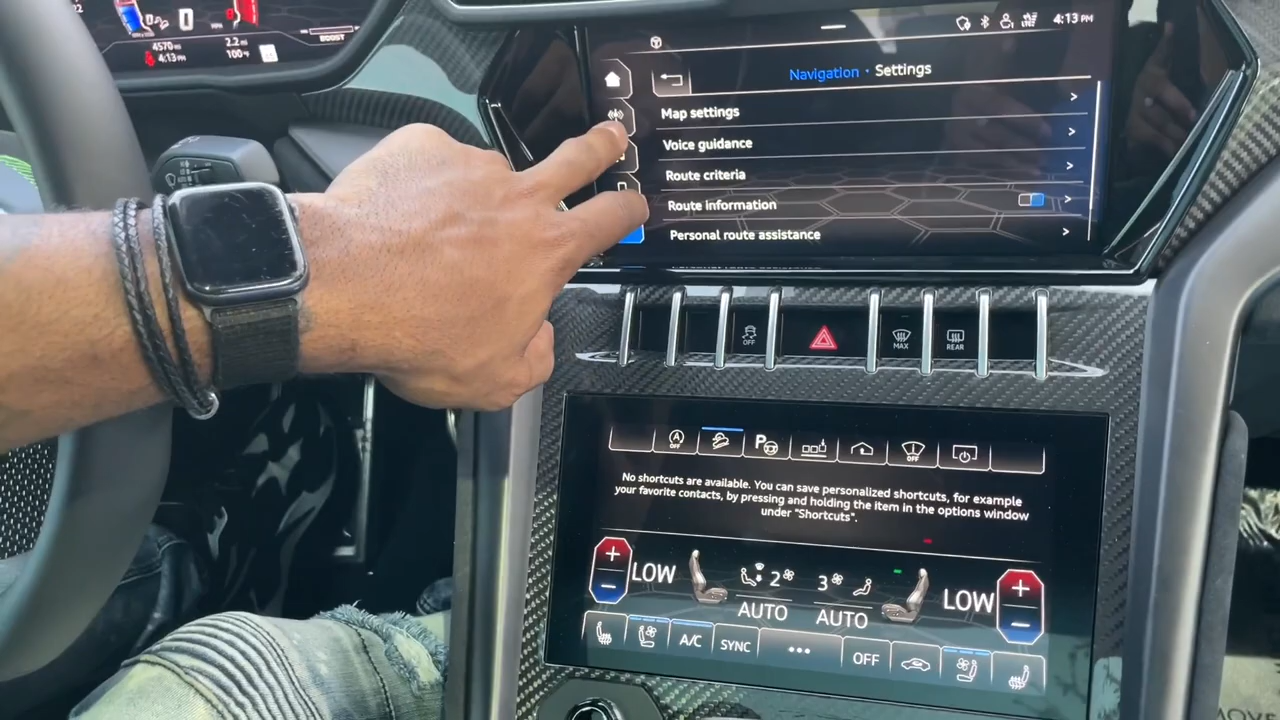 0
BOOST
4570
4:13 PM
2.2 mi
100°F
4:13 PM
LTE
Navigation · Settings
Map settings
Voice guidance
Route criteria
Route information
Personal route assistance
OFF
MAX
REAR
A
OFF
P
OFF
No shortcuts are available. You can save personalized shortcuts, for example
your favorite contacts, by pressing and holding the item in the options window
under "Shortcuts".
+ LOW 2 3 LOW +
− AUTO AUTO −
A/C SYNC ••• OFF